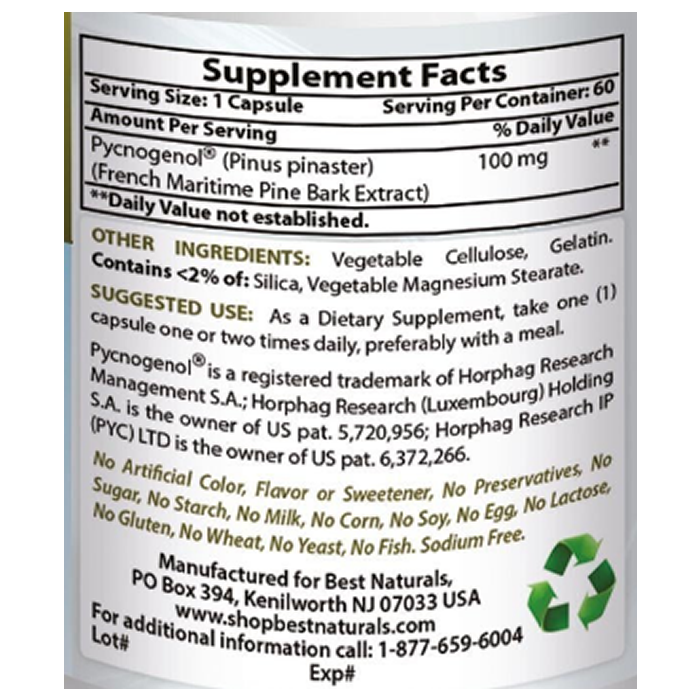 Supplement Facts
Serving Size: 1 Capsule Serving Per Container: 60
Amount Per Serving % Daily Value
Pycnogenol® (Pinus pinaster) 100 mg **
(French Maritime Pine Bark Extract)
**Daily Value not established.
OTHER INGREDIENTS: Vegetable Cellulose, Gelatin.
Contains <2% of: Silica, Vegetable Magnesium Stearate.
SUGGESTED USE: As a Dietary Supplement, take one (1)
capsule one or two times daily, preferably with a meal.
Pycnogenol® is a registered trademark of Horphag Research
Management S.A.; Horphag Research (Luxembourg) Holding
S.A. is the owner of US pat. 5,720,956; Horphag Research IP
(PYC) LTD is the owner of US pat. 6,372,266.
No Artificial Color, Flavor or Sweetener, No Preservatives, No
Sugar, No Starch, No Milk, No Corn, No Soy, No Egg, No Lactose,
No Gluten, No Wheat, No Yeast, No Fish. Sodium Free.
Manufactured for Best Naturals,
PO Box 394, Kenilworth NJ 07033 USA
www.shopbestnaturals.com
For additional information call: 1-877-659-6004
Lot#
Exp#